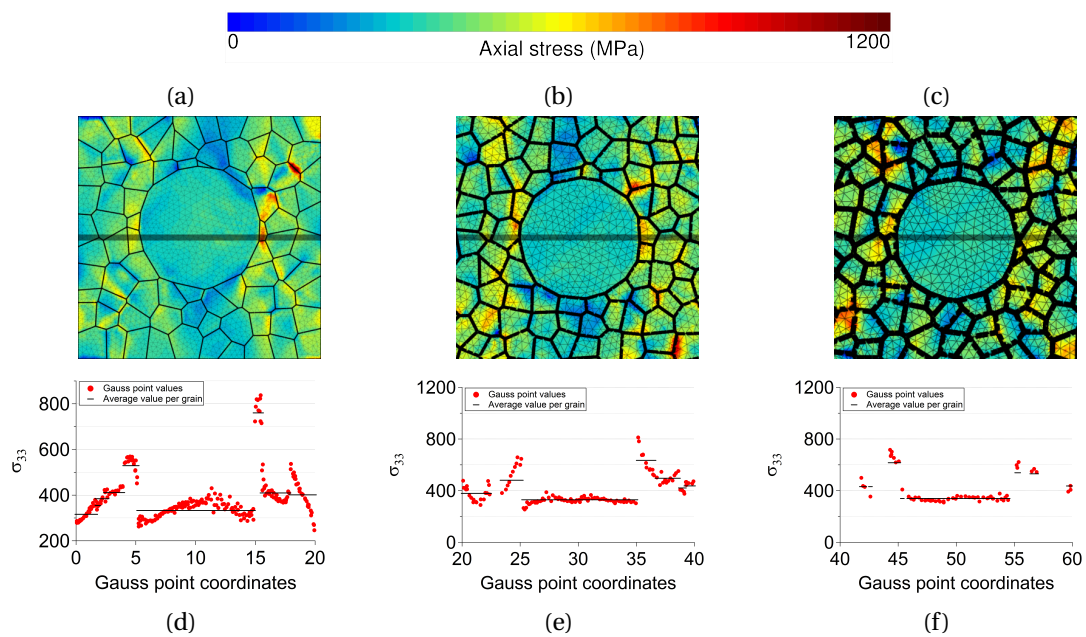 0 1200
Axial stress (MPa)
(a) (b) (c)
Gauss point values
Average value per grain
800
600
400
200
σ33
0 5 10 15 20
Gauss point coordinates
(d)
Gauss point values
Average value per grain
1200
800
400
0
σ33
20 25 30 35 40
Gauss point coordinates
(e)
Gauss point values
Average value per grain
1200
800
400
0
σ33
40 45 50 55 60
Gauss point coordinates
(f)